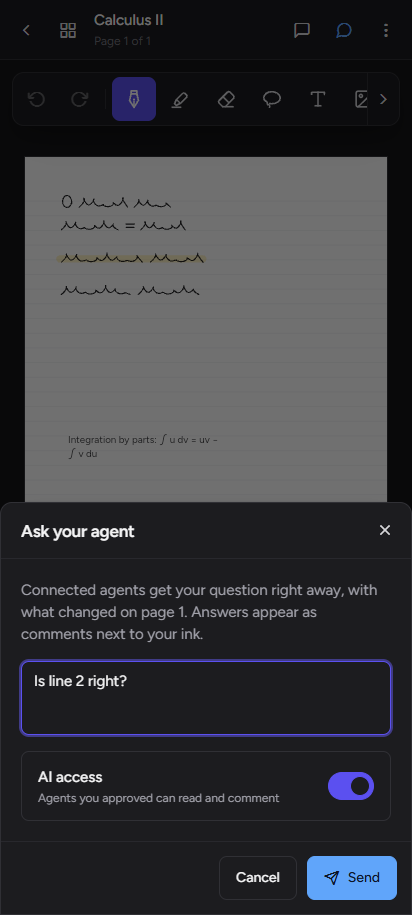 Calculus II
Page 1 of 1
T
0
=
Integration by parts: ∫ u dv = uv −
∫ v du
Ask your agent
Connected agents get your question right away, with
what changed on page 1. Answers appear as
comments next to your ink.
Is line 2 right?
AI access
Agents you approved can read and comment
Cancel
Send